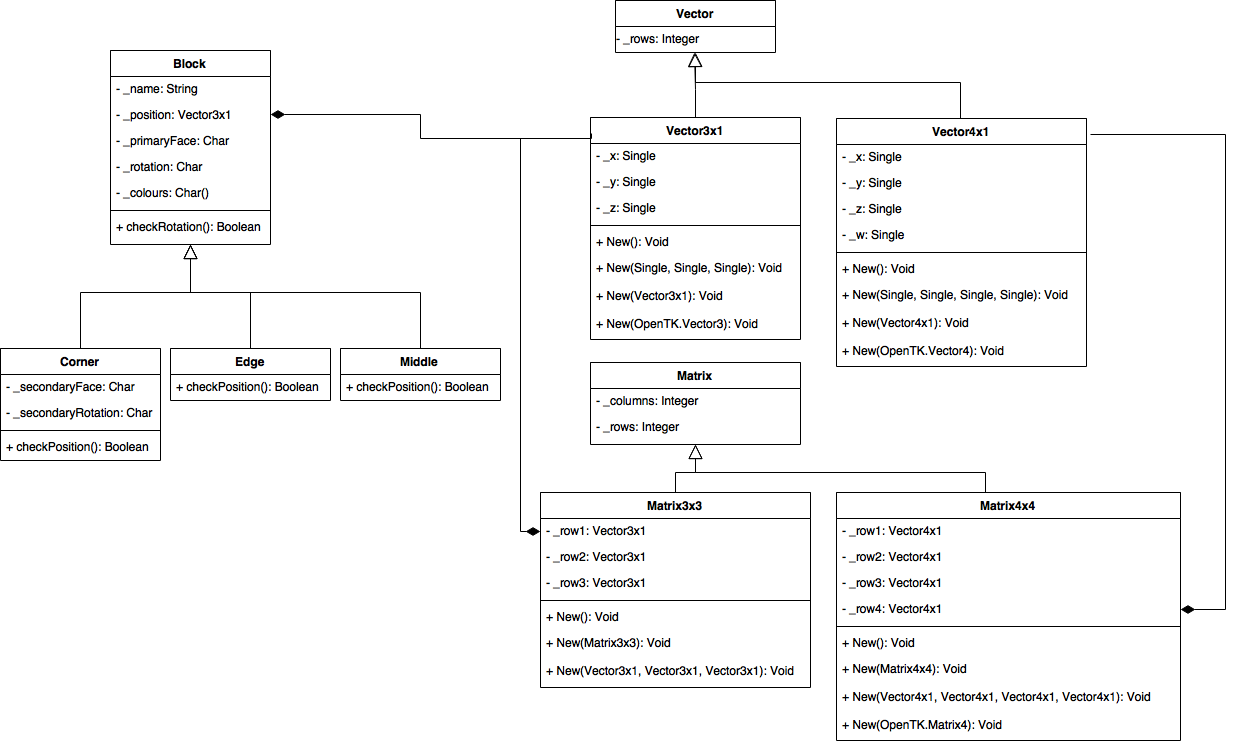 Vector
- _rows: Integer
Block
- _name: String
- _position: Vector3x1
- _primaryFace: Char
- _rotation: Char
- _colours: Char()
+ checkRotation(): Boolean
Vector3x1
- _x: Single
- _y: Single
- _z: Single
+ New(): Void
+ New(Single, Single, Single): Void
+ New(Vector3x1): Void
+ New(OpenTK.Vector3): Void
Vector4x1
- _x: Single
- _y: Single
- _z: Single
- _w: Single
+ New(): Void
+ New(Single, Single, Single, Single): Void
+ New(Vector4x1): Void
+ New(OpenTK.Vector4): Void
Corner
- _secondaryFace: Char
- _secondaryRotation: Char
+ checkPosition(): Boolean
Edge
+ checkPosition(): Boolean
Middle
+ checkPosition(): Boolean
Matrix
- _columns: Integer
- _rows: Integer
Matrix3x3
- _row1: Vector3x1
- _row2: Vector3x1
- _row3: Vector3x1
+ New(): Void
+ New(Matrix3x3): Void
+ New(Vector3x1, Vector3x1, Vector3x1): Void
Matrix4x4
- _row1: Vector4x1
- _row2: Vector4x1
- _row3: Vector4x1
- _row4: Vector4x1
+ New(): Void
+ New(Matrix4x4): Void
+ New(Vector4x1, Vector4x1, Vector4x1, Vector4x1): Void
+ New(OpenTK.Matrix4): Void